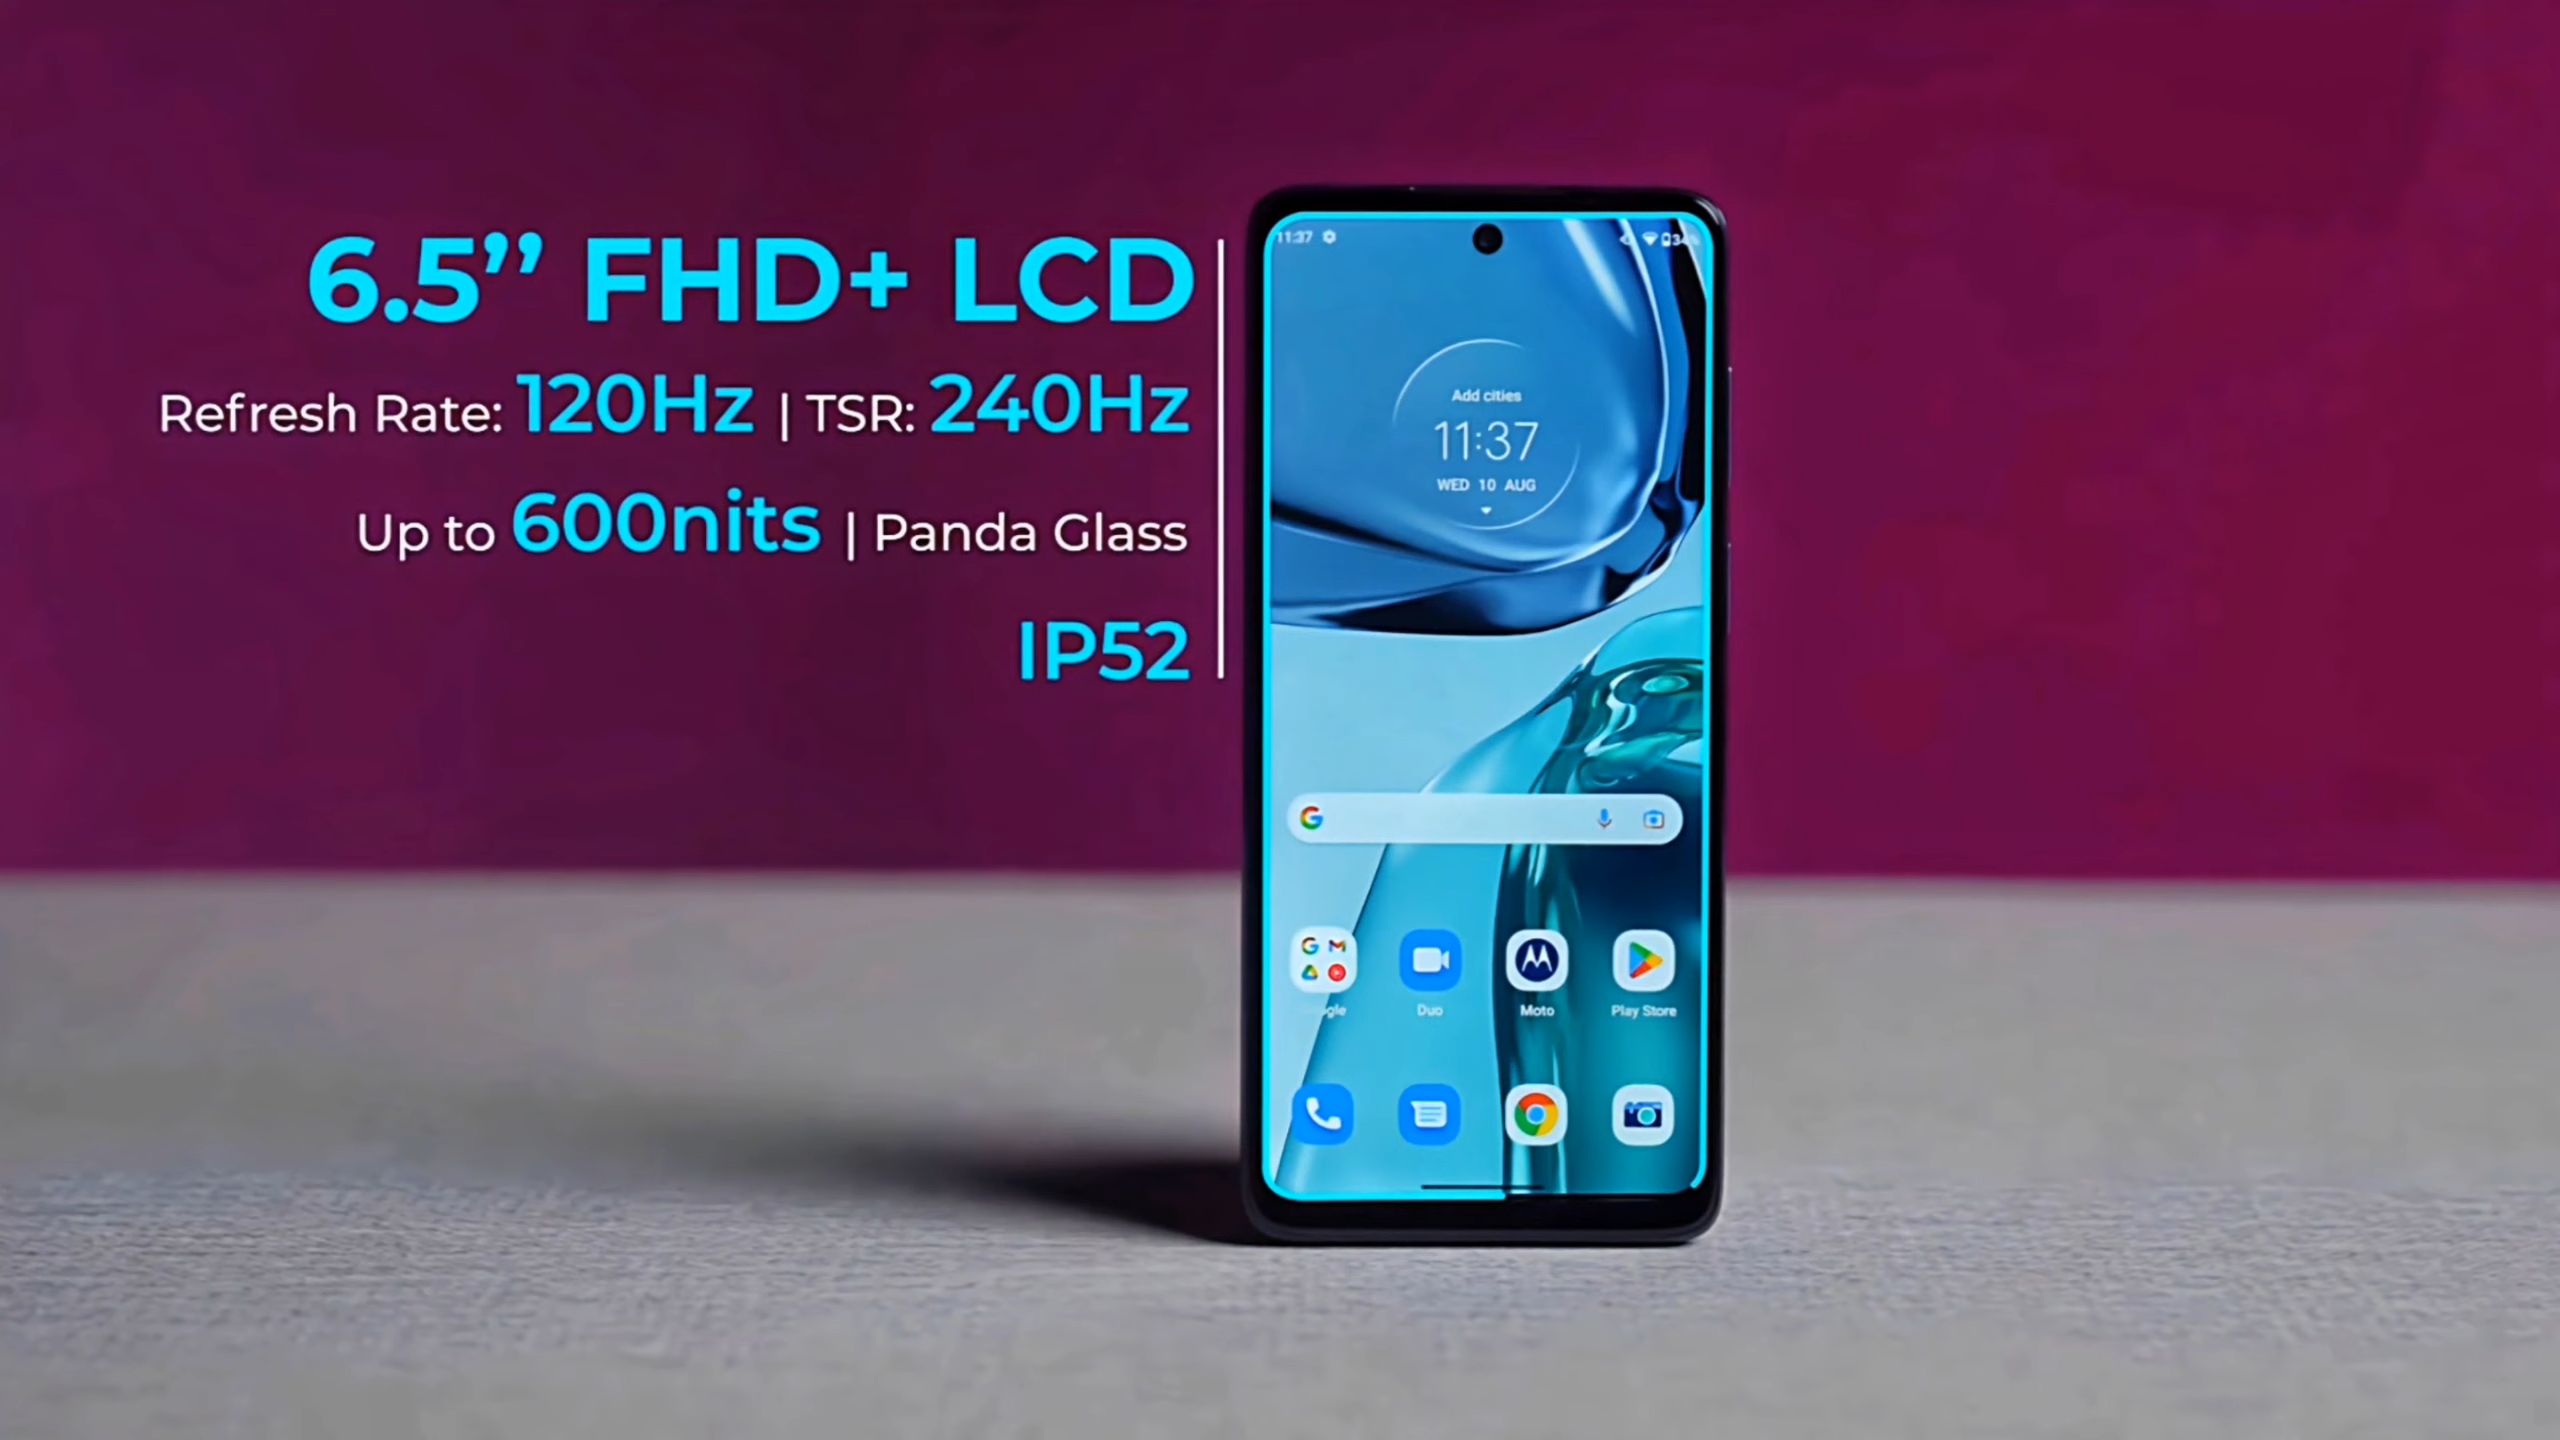 6.5’’ FHD+ LCD
Refresh Rate: 120Hz | TSR: 240Hz
Up to 600nits | Panda Glass
IP52
11:37
Add cities
11:37
WED 10 AUG
Duo
Moto
Play Store